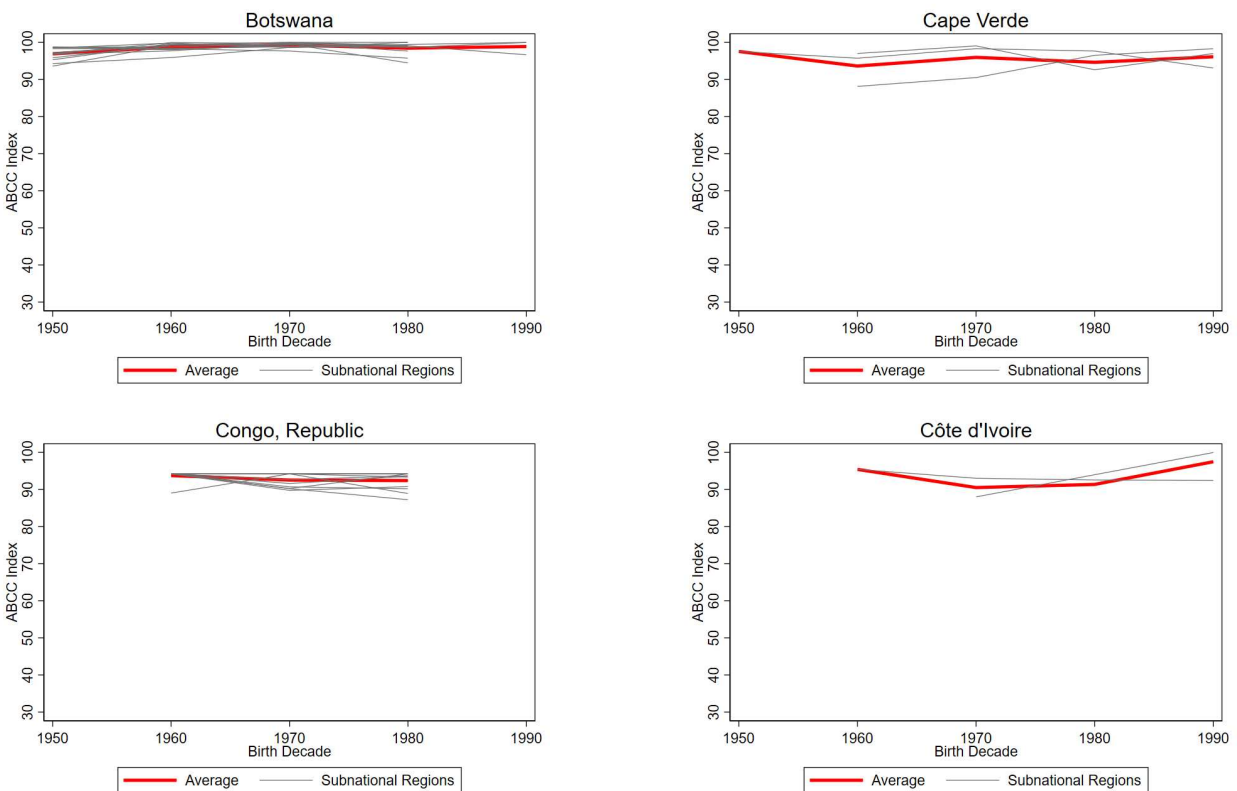 Botswana
ABCC Index
100
90
80
70
60
50
40
30
1950 1960 1970 1980 1990
Birth Decade
Average Subnational Regions
Cape Verde
ABCC Index
100
90
80
70
60
50
40
30
1950 1960 1970 1980 1990
Birth Decade
Average Subnational Regions
Congo, Republic
ABCC Index
100
90
80
70
60
50
40
30
1950 1960 1970 1980 1990
Birth Decade
Average Subnational Regions
Côte d'Ivoire
ABCC Index
100
90
80
70
60
50
40
30
1950 1960 1970 1980 1990
Birth Decade
Average Subnational Regions